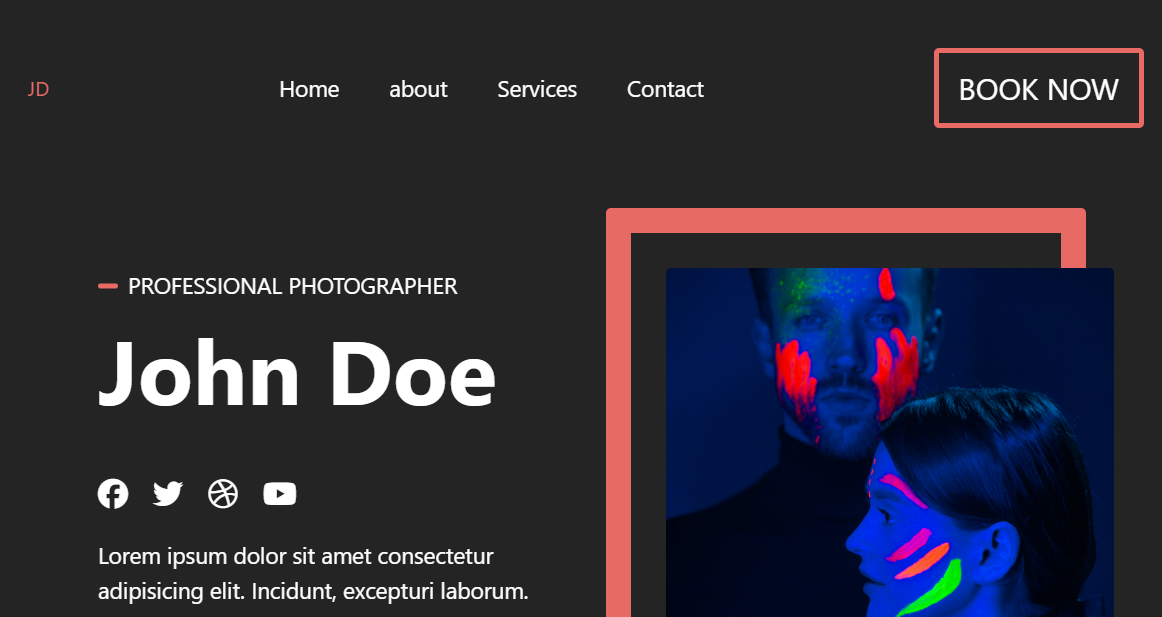 JD
Home about Services Contact
BOOK NOW
PROFESSIONAL PHOTOGRAPHER
John Doe
Lorem ipsum dolor sit amet consectetur
adipisicing elit. Incidunt, excepturi laborum.